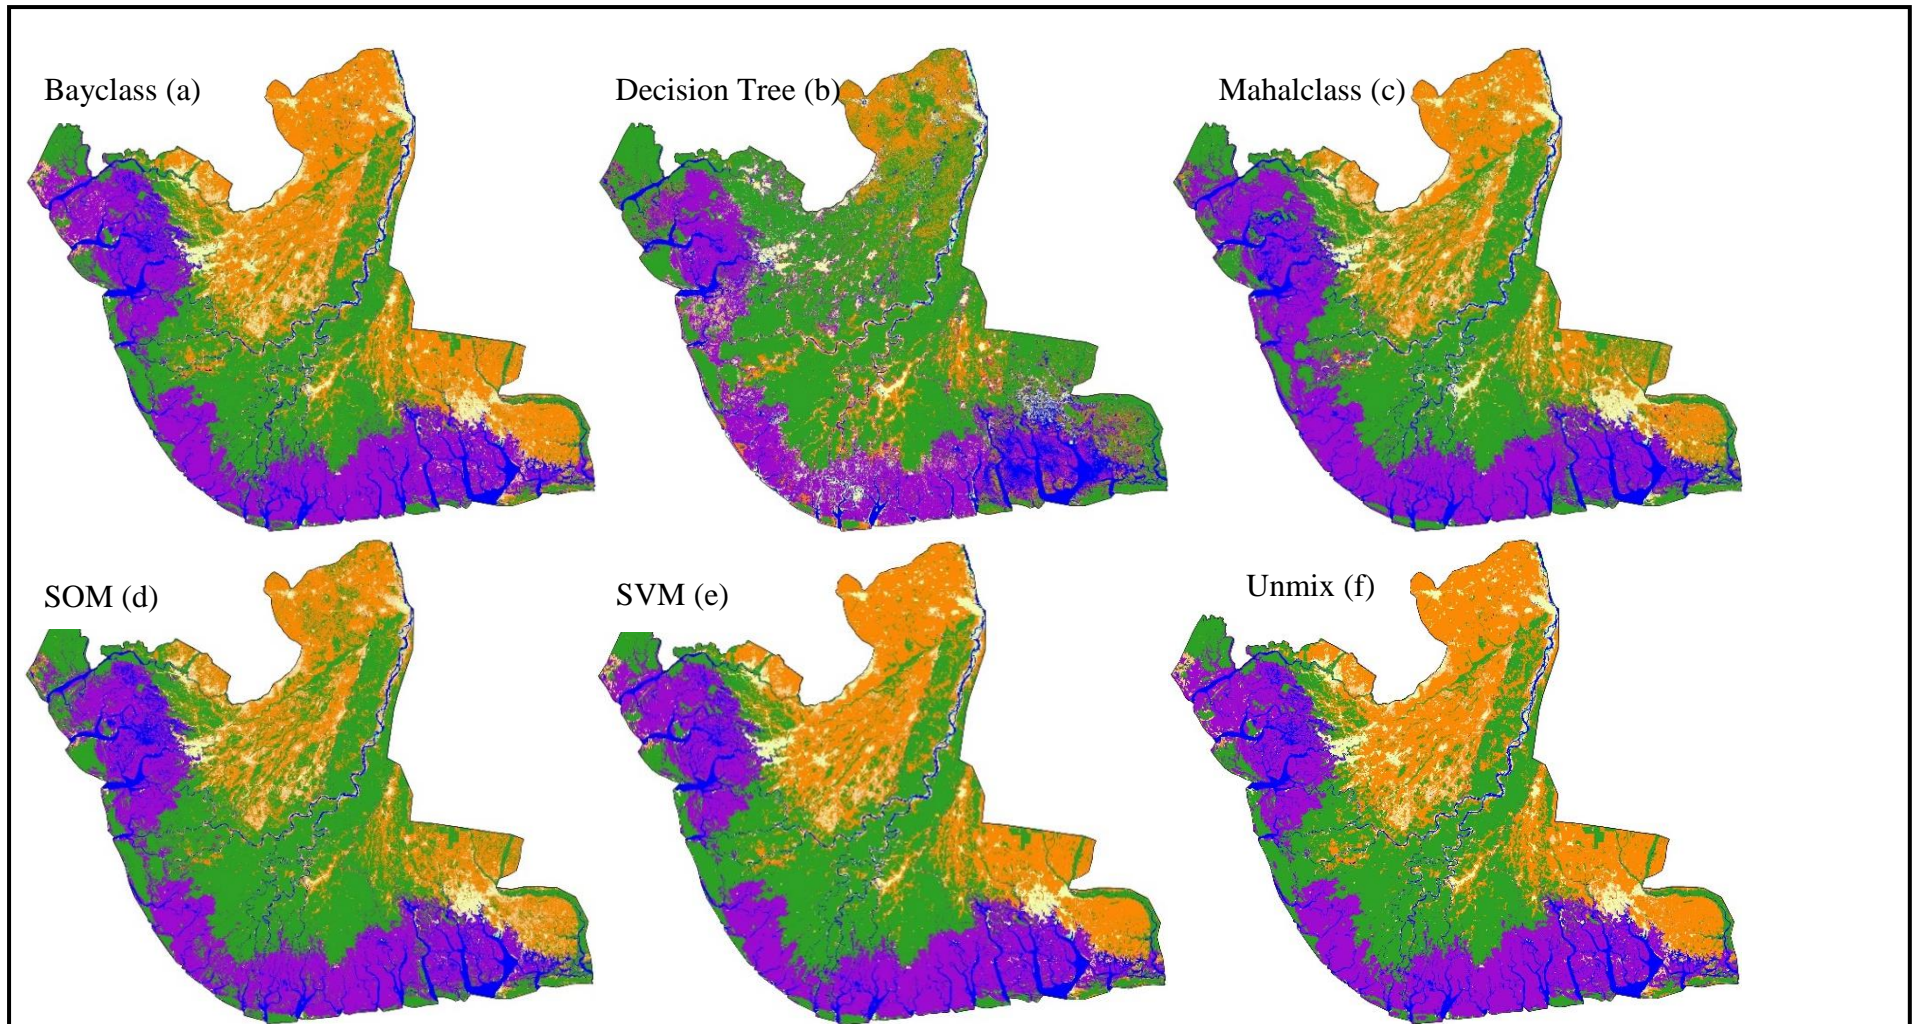 Bayclass (a)
Decision Tree (b)
Mahalclass (c)
SOM (d)
SVM (e)
Unmix (f)